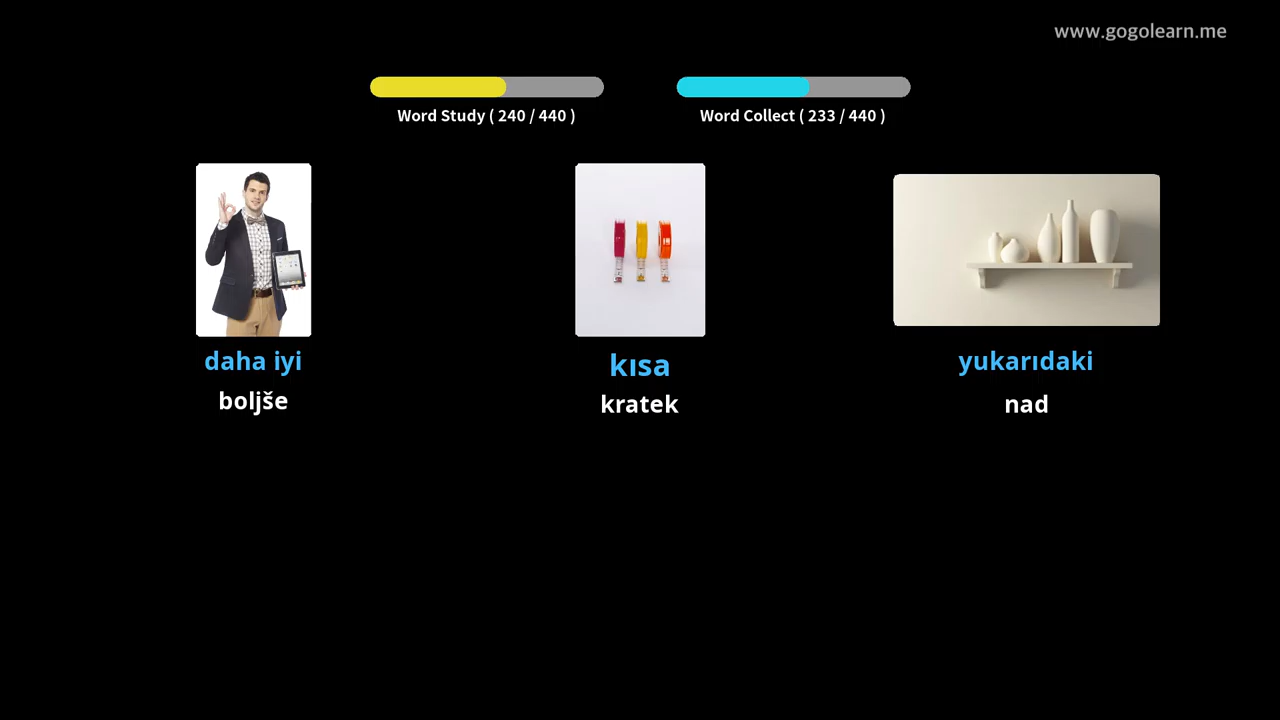 www.gogolearn.me
Word Study ( 240 / 440 )
Word Collect ( 233 / 440 )
daha iyi
boljše
kısa
kratek
yukarıdaki
nad